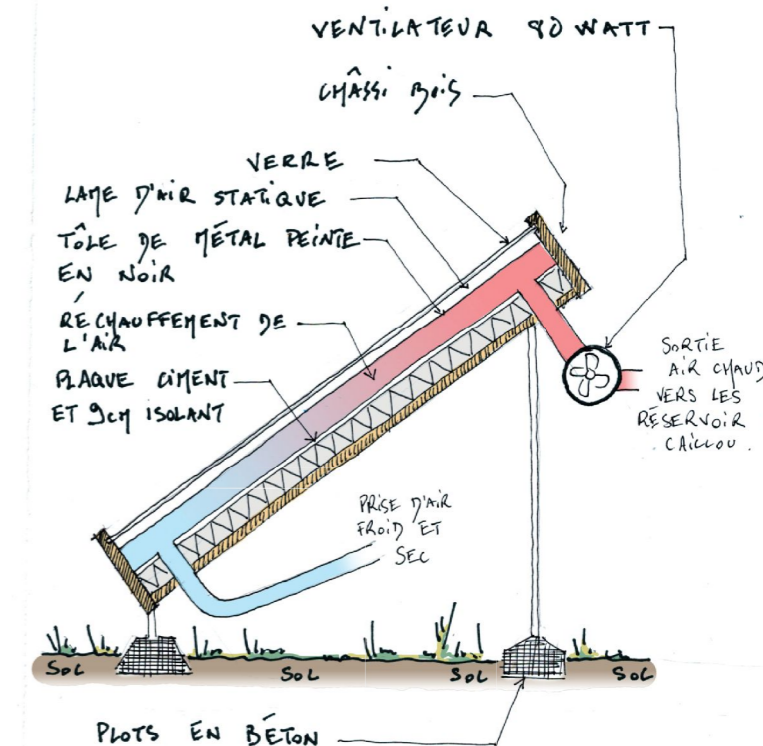 VENTILATEUR 80 WATT
CHÂSSI BOIS
VERRE
LAME D'AIR STATIQUE
TÔLE DE MÉTAL PEINTE
EN NOIR
RÉCHAUFFEMENT DE
L'AIR
PLAQUE CIMENT
ET 9cm ISOLANT
SORTIE
AIR CHAUD
VERS LES
RÉSERVOIR
CAILLOU.
PRISE D'AIR
FROID ET
SEC
SOL SOL SOL SOL
PLOTS EN BÉTON